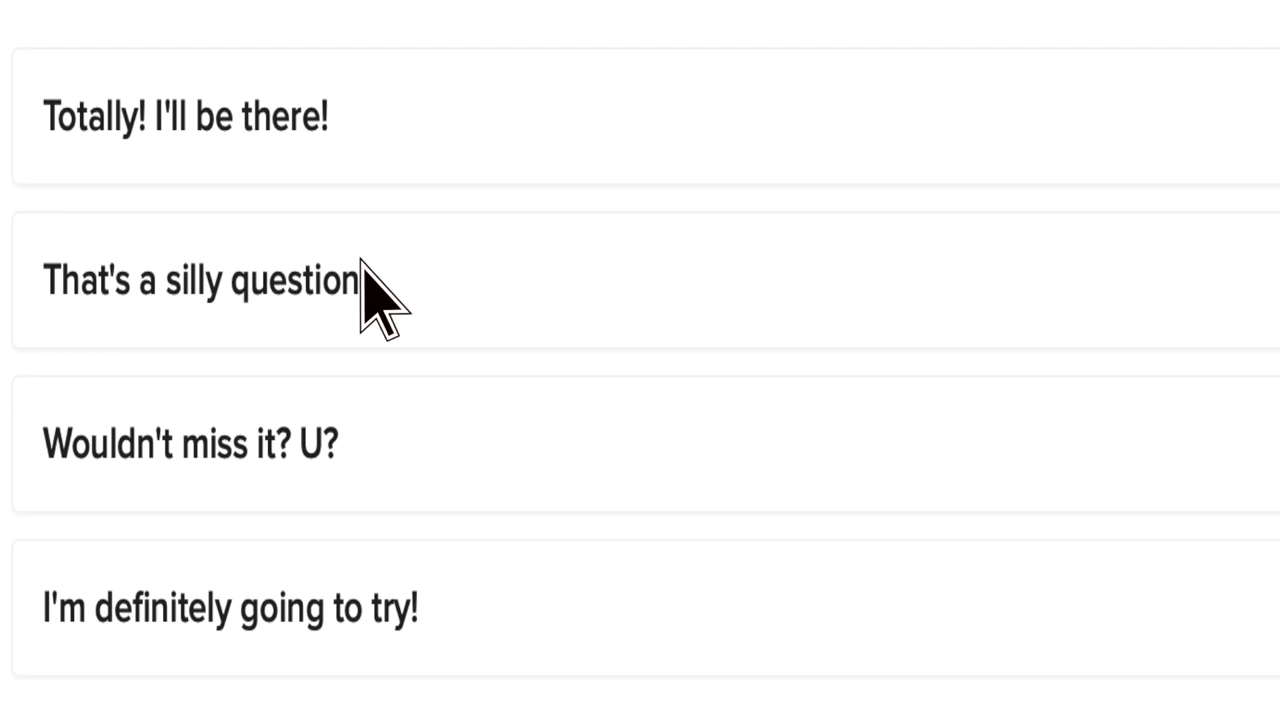 Totally! I'll be there!
That's a silly question
Wouldn't miss it? U?
I'm definitely going to try!